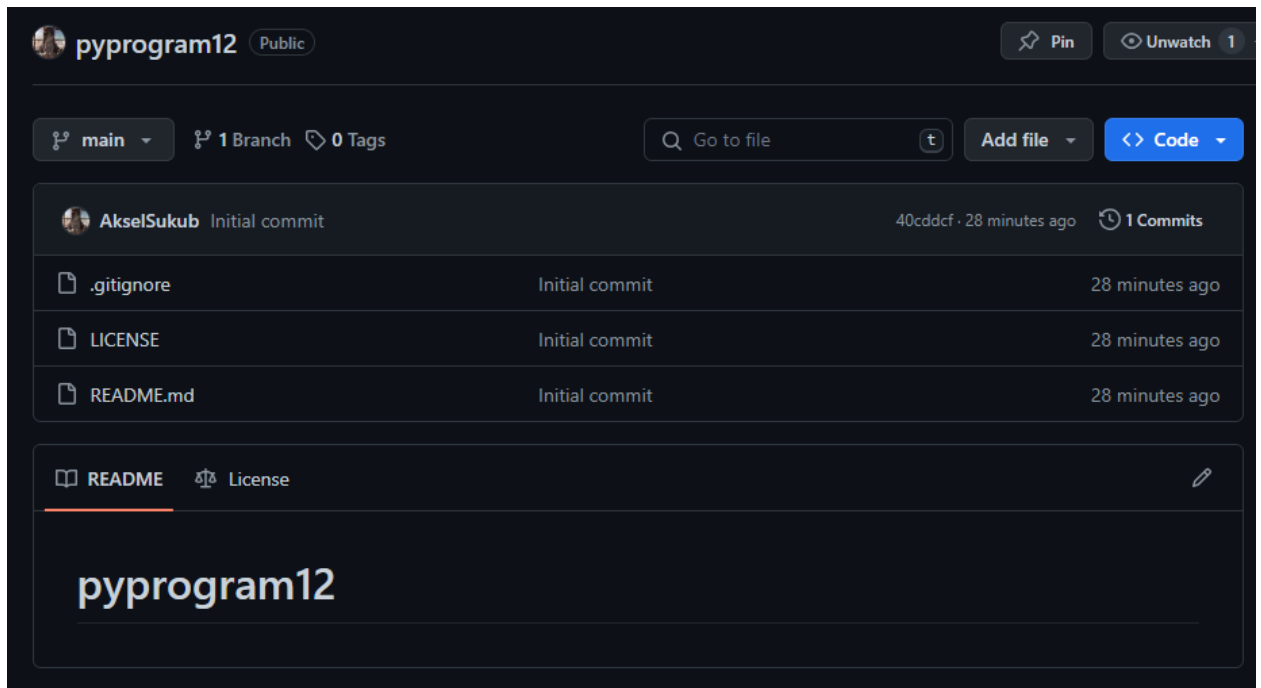 pyprogram12 Public Pin Unwatch 1
main 1 Branch 0 Tags Go to file t Add file Code
AkselSukub Initial commit 40cddcf · 28 minutes ago 1 Commits
.gitignore Initial commit 28 minutes ago
LICENSE Initial commit 28 minutes ago
README.md Initial commit 28 minutes ago
README License
pyprogram12